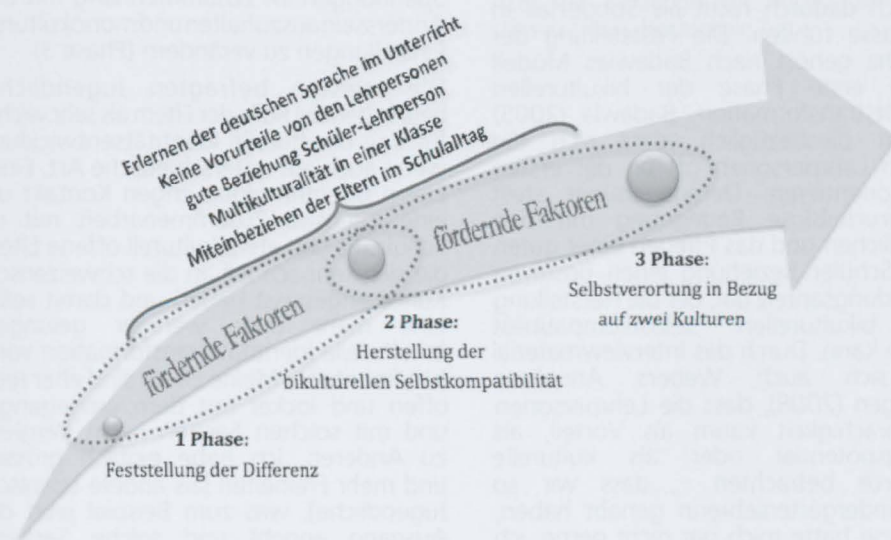 Erlernen der deutschen Sprache im Unterricht
Keine Vorurteile von den Lehrpersonen
gute Beziehung Schüler-Lehrperson
Multikulturalität in einer Klasse
Miteinbeziehen der Eltern im Schulalltag
fördernde Faktoren
fördernde Faktoren
3 Phase:
Selbstverortung in Bezug
auf zwei Kulturen
2 Phase:
Herstellung der
bikulturellen Selbstkompatibilität
1 Phase:
Feststellung der Differenz